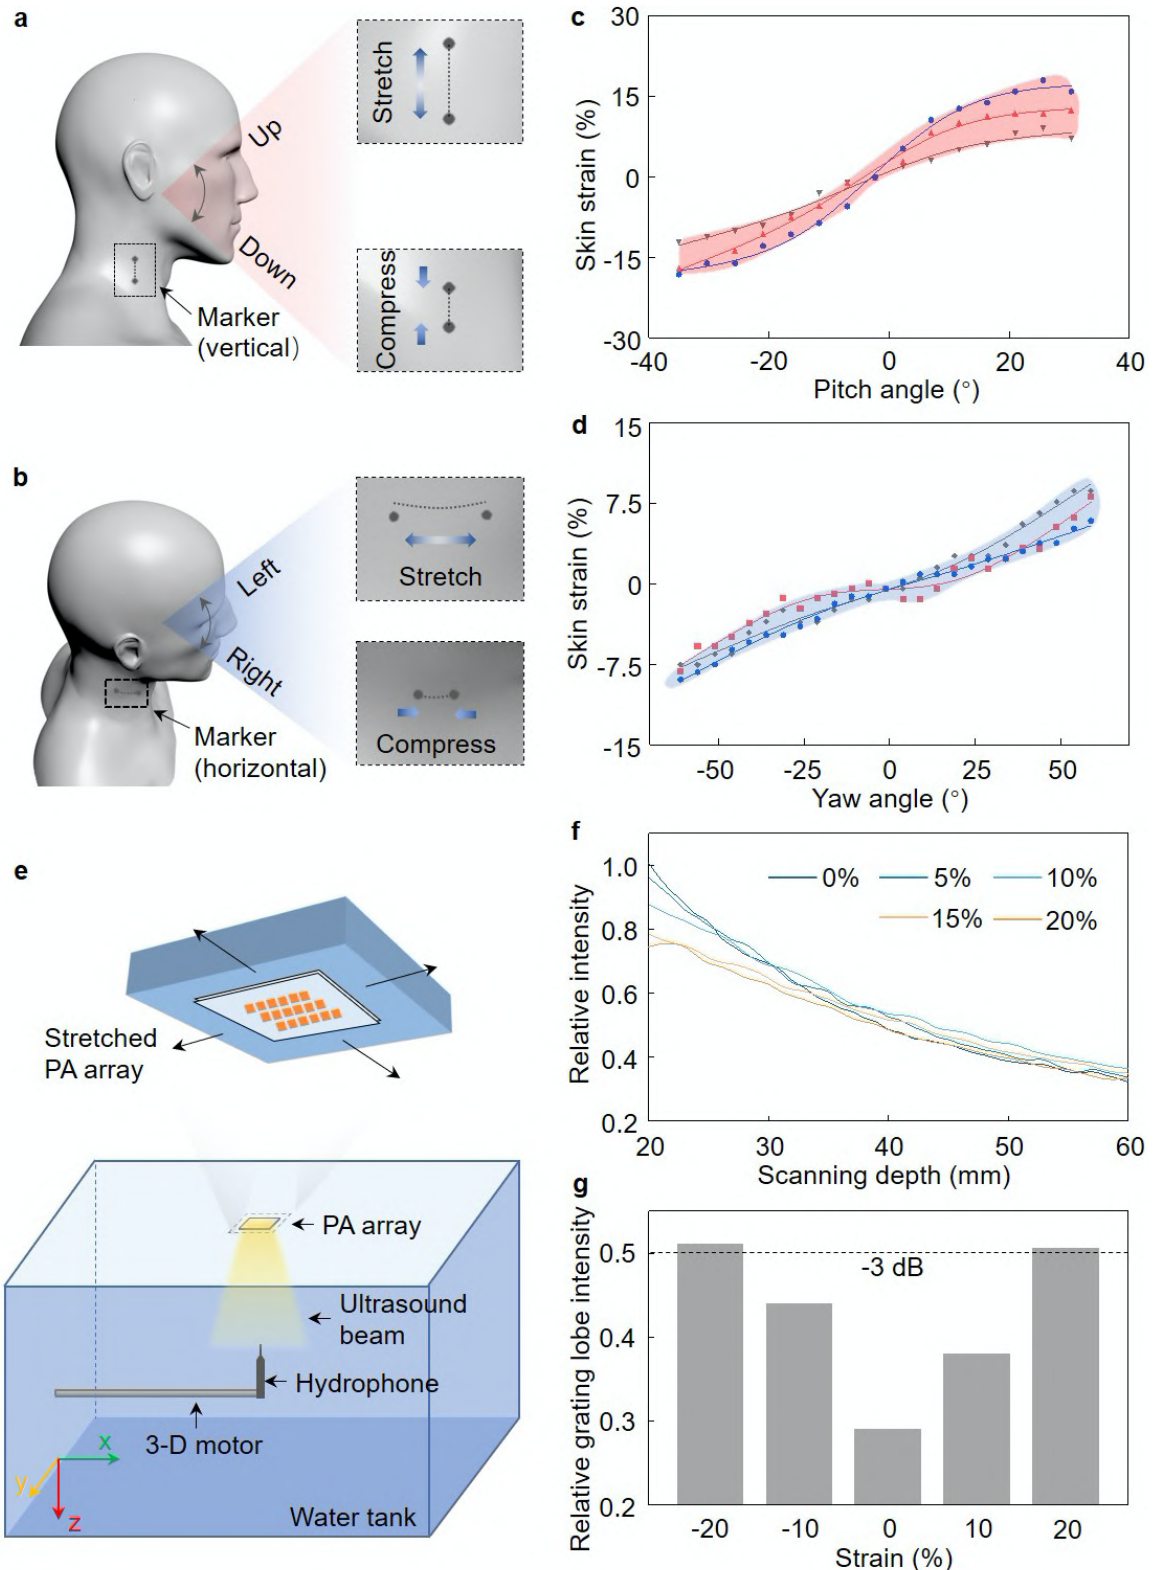 a
Up
Down
Marker
(vertical)
Stretch
Compress
b
Left
Right
Marker
(horizontal)
Stretch
Compress
c
30
15
0
-15
-30
Skin strain (%)
-40 -20 0 20 40
Pitch angle (°)
d
15
7.5
0
-7.5
-15
Skin strain (%)
-50 -25 0 25 50
Yaw angle (°)
e
Stretched
PA array
PA array
Ultrasound
beam
Hydrophone
3-D motor
x
y
z
Water tank
f
1.0
0.8
0.6
0.4
0.2
Relative intensity
0% 5% 10%
15% 20%
20 30 40 50 60
Scanning depth (mm)
g
0.5
0.4
0.3
0.2
Relative grating lobe intensity
-3 dB
-20 -10 0 10 20
Strain (%)